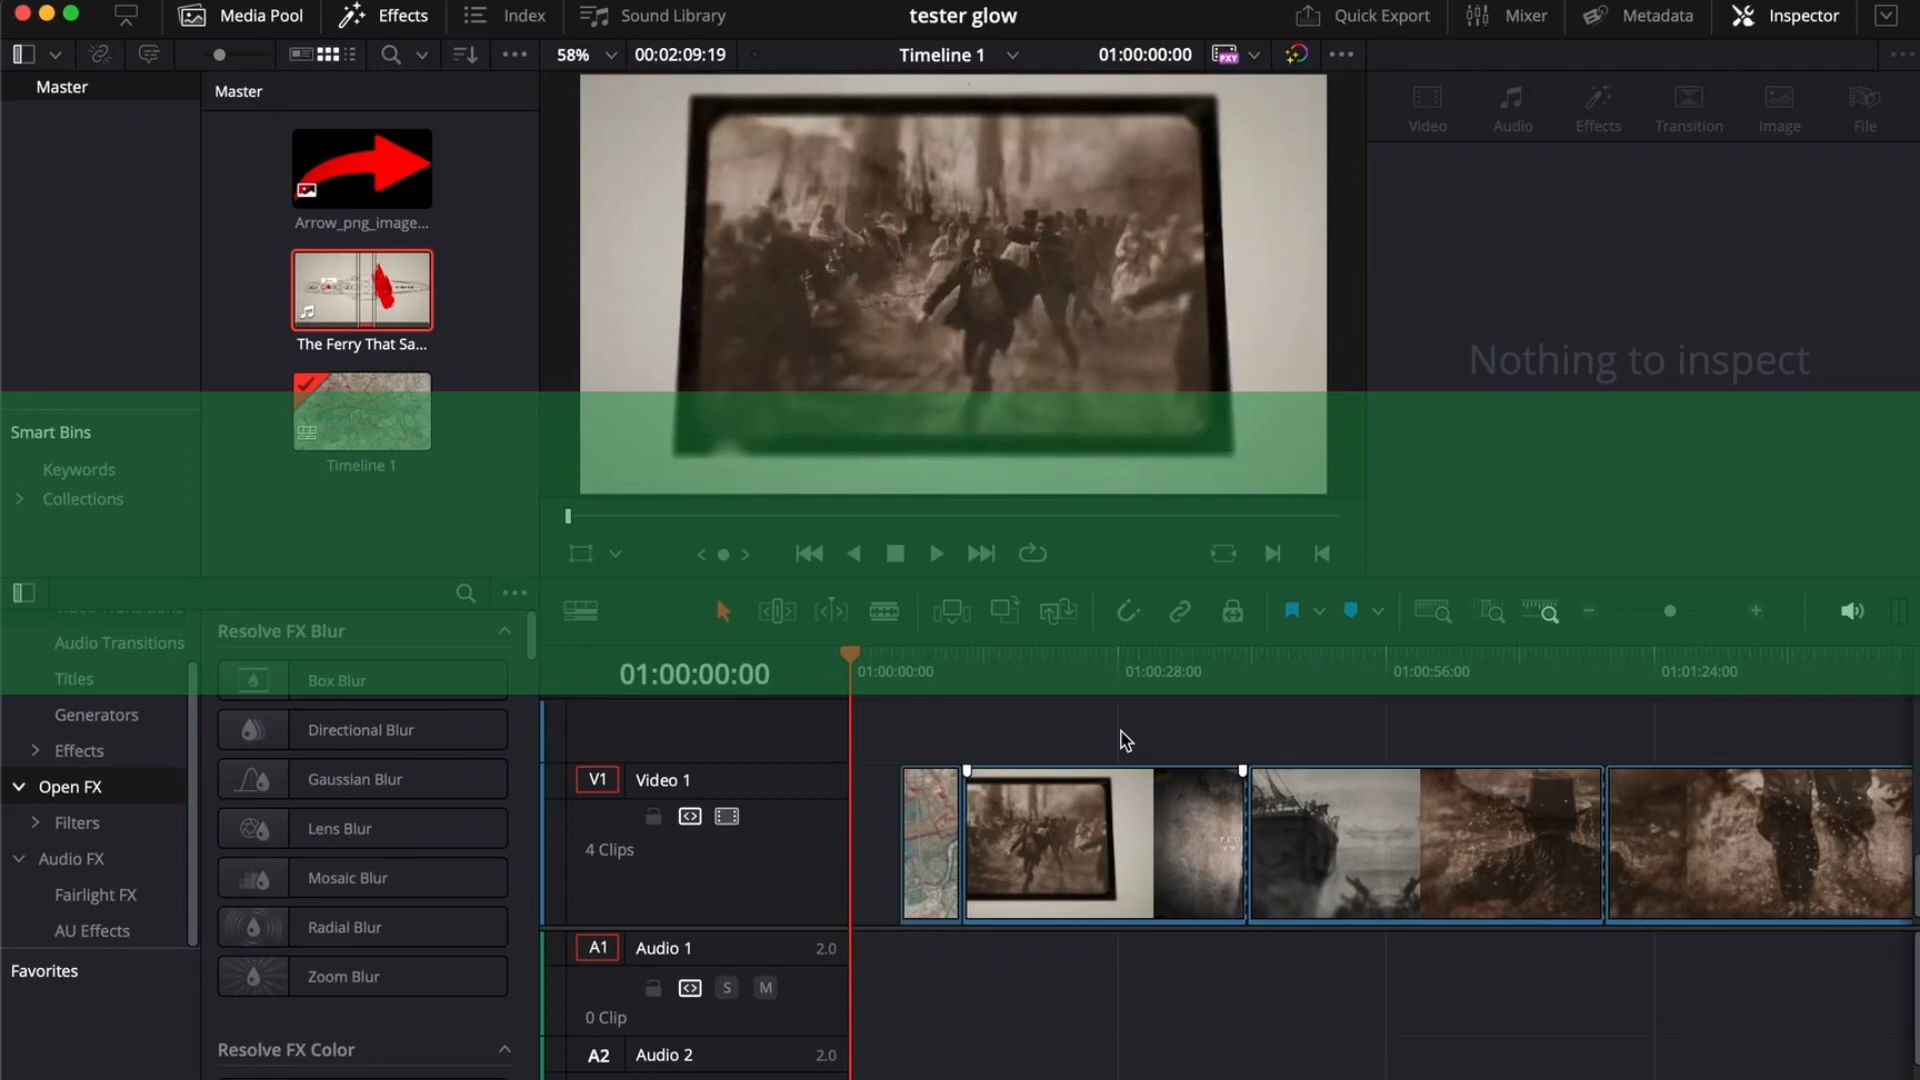 Media Pool
Effects
Index
Sound Library
tester glow
Quick Export
Mixer
Metadata
Inspector
58%
00:02:09:19
Timeline 1
01:00:00:00
PXY
Master
Master
Video
Audio
Effects
Transition
Image
File
Arrow_png_image...
The Ferry That Sa...
Nothing to inspect
Timeline 1
Smart Bins
Keywords
Collections
Video Transitions
Audio Transitions
Titles
Generators
Effects
Open FX
Filters
Audio FX
Fairlight FX
AU Effects
Favorites
Resolve FX Blur
Box Blur
Directional Blur
Gaussian Blur
Lens Blur
Mosaic Blur
Radial Blur
Zoom Blur
Resolve FX Color
01:00:00:00
01:00:00:00
01:00:28:00
01:00:56:00
01:01:24:00
V1
Video 1
4 Clips
A1
Audio 1
2.0
S
M
0 Clip
A2
Audio 2
2.0